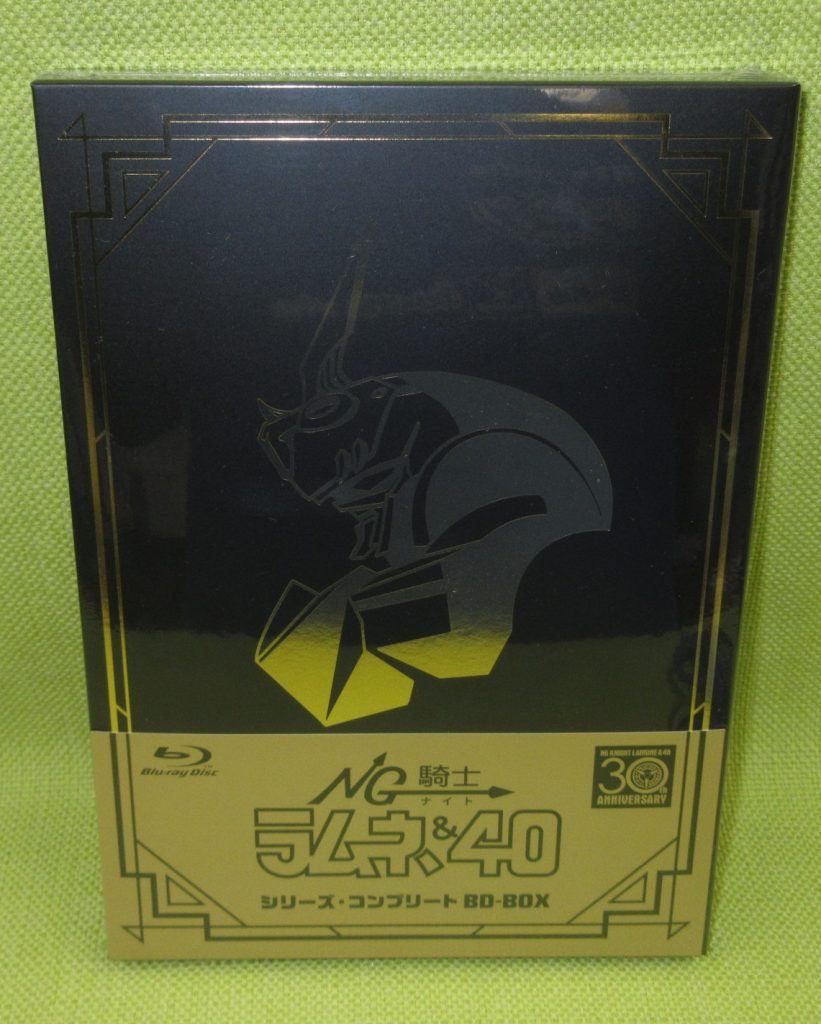 Blu-ray Disc
NG騎士
ナイト
ラムネ&40
シリーズ・コンプリート BD-BOX
NG KNIGHT LAMUNE & 40
30th
ANNIVERSARY